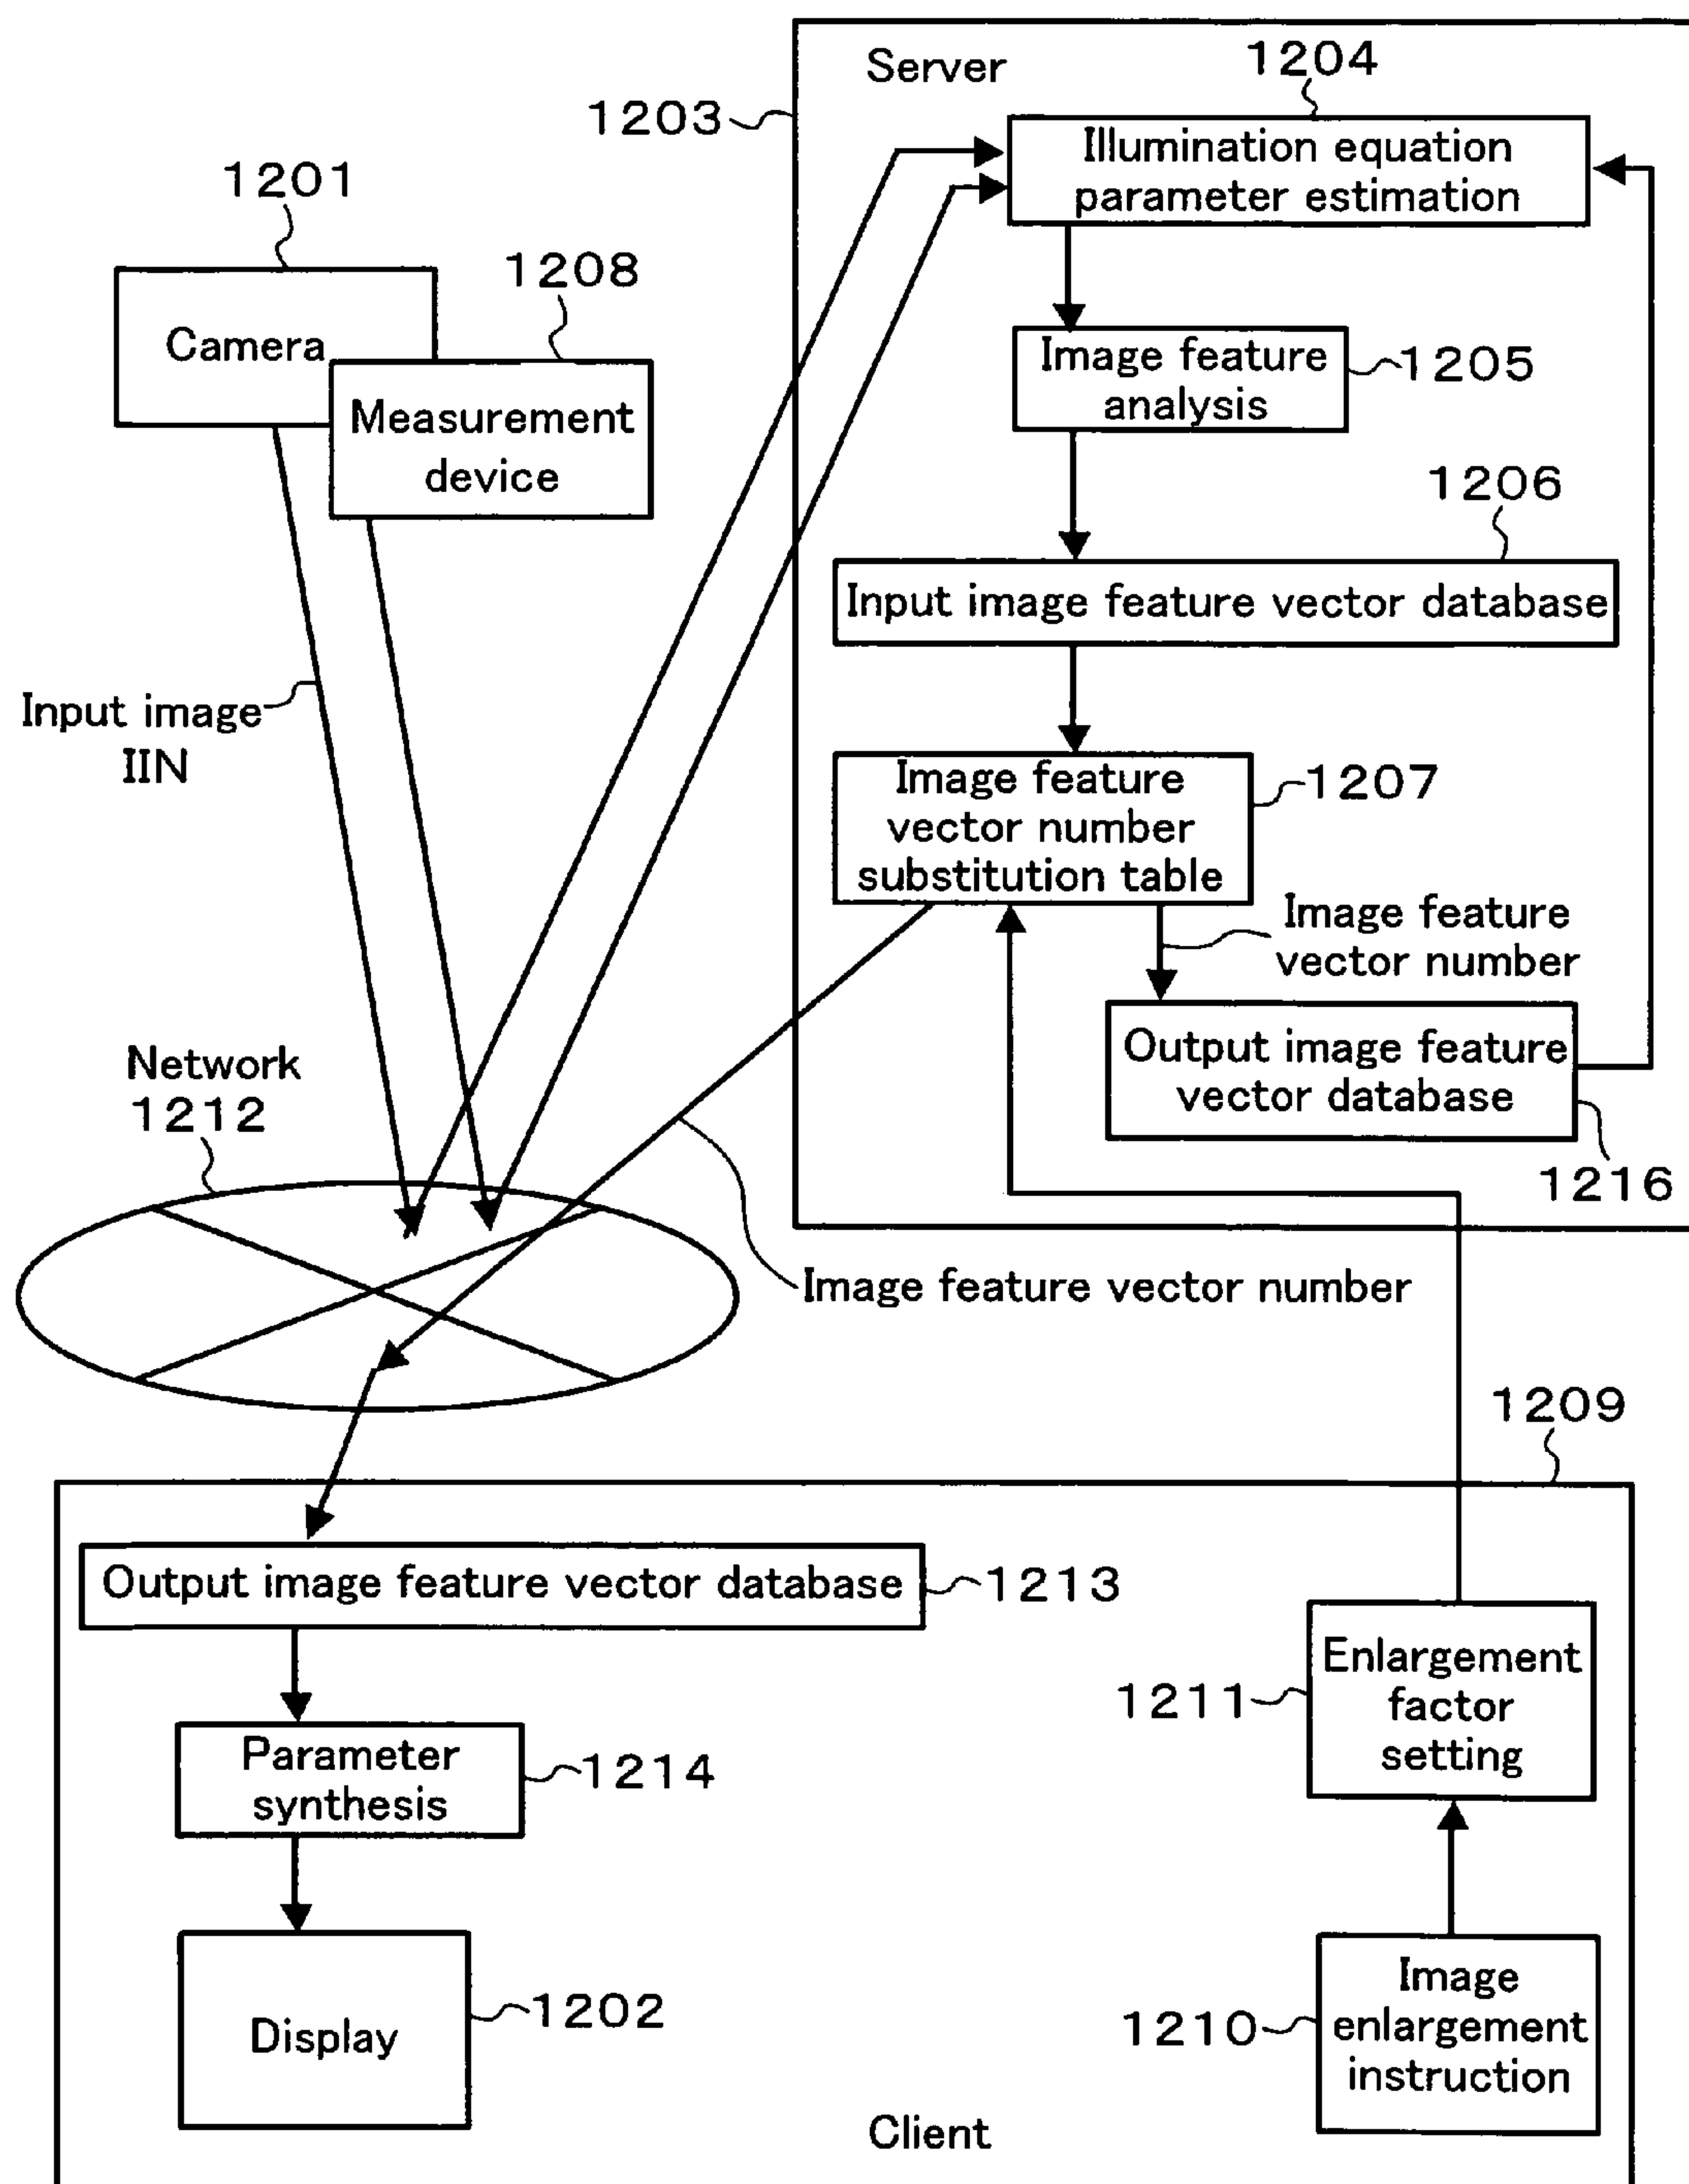 Server
1204
1203
Illumination equation
parameter estimation
1201
1208
Camera
Measurement
device
Image feature
analysis
1205
1206
Input image feature vector database
Input image
IIN
Image feature
vector number
substitution table
1207
Image feature
vector number
Output image feature
vector database
1216
Network
1212
Image feature vector number
1209
Output image feature vector database
1213
Enlargement
factor
setting
1211
Parameter
synthesis
1214
Display
1202
Image
enlargement
instruction
1210
Client